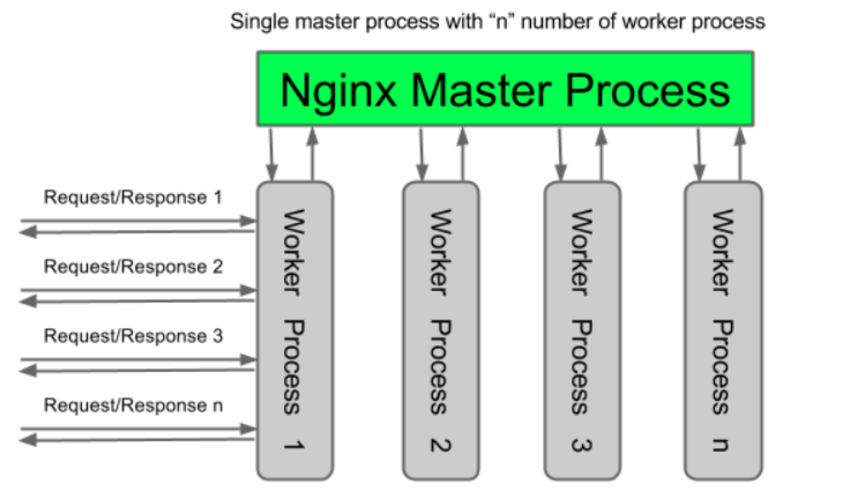 Single master process with “n” number of worker process
Nginx Master Process
Request/Response 1
Request/Response 2
Request/Response 3
Request/Response n
Worker Process 1
Worker Process 2
Worker Process 3
Worker Process n